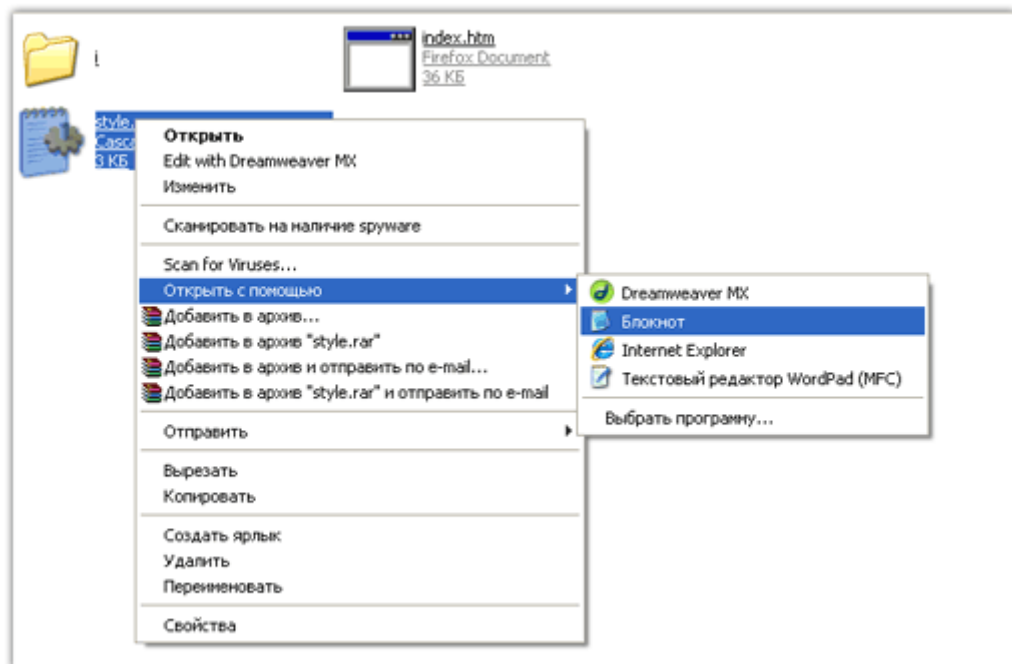 i
index.htm
Firefox Document
36 КБ
style.
Casca
3 КБ
Открыть
Edit with Dreamweaver MX
Изменить
Сканировать на наличие spyware
Scan for Viruses...
Открыть с помощью
Добавить в архив...
Добавить в архив "style.rar"
Добавить в архив и отправить по e-mail...
Добавить в архив "style.rar" и отправить по e-mail
Отправить
Вырезать
Копировать
Создать ярлык
Удалить
Переименовать
Свойства
Dreamweaver MX
Блокнот
Internet Explorer
Текстовый редактор WordPad (MFC)
Выбрать программу...